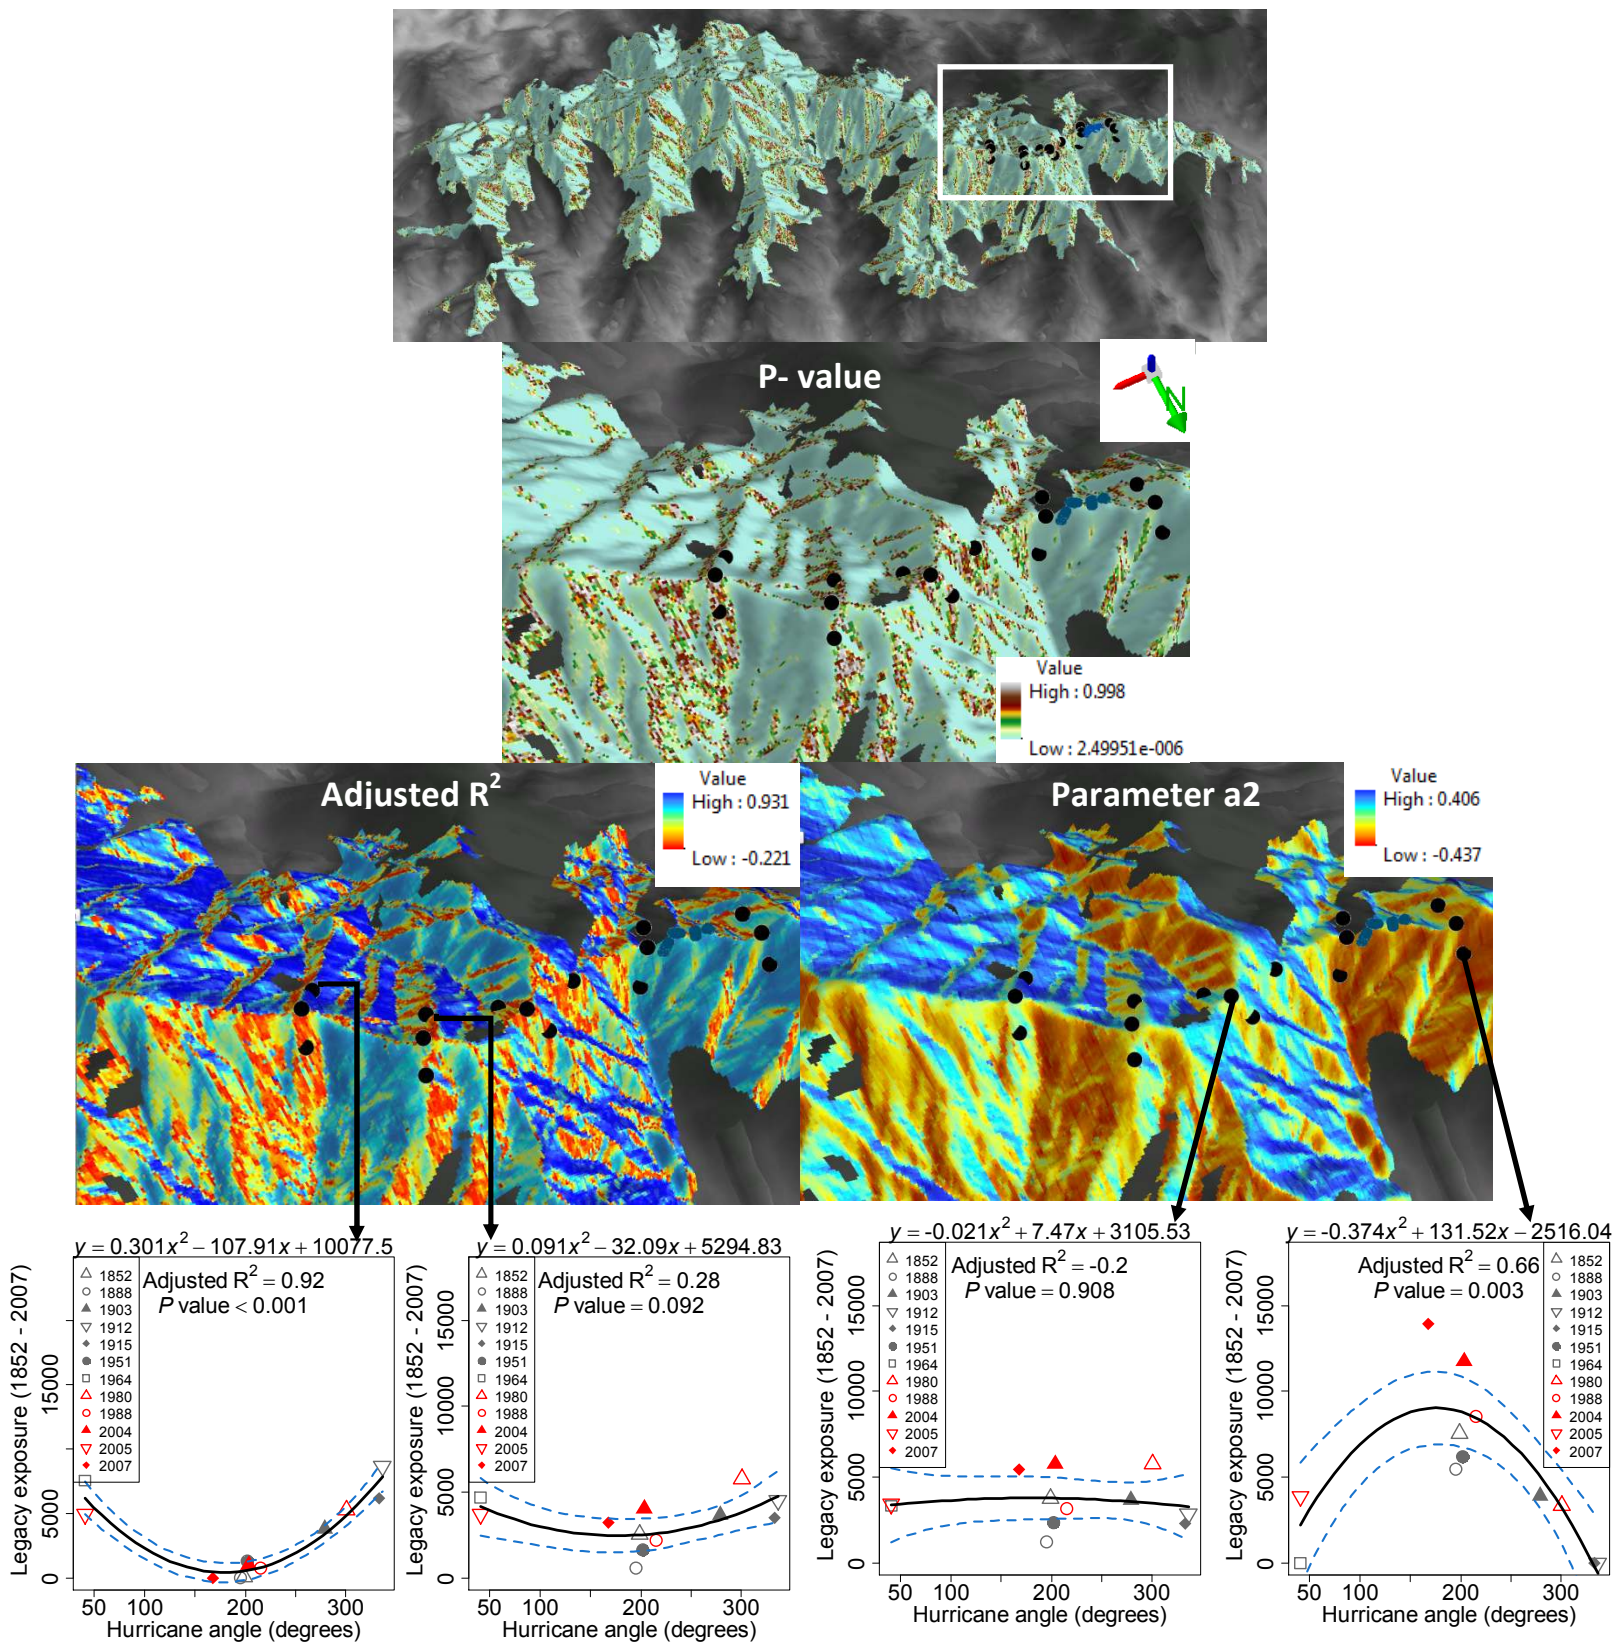 P- value
N
Value
High : 0.998
Low : 2.49951e-006
Adjusted R²
Value
High : 0.931
Low : -0.221
Parameter a2
Value
High : 0.406
Low : -0.437
y = 0.301x² − 107.91x + 10077.5
Adjusted R² = 0.92
P value < 0.001
1852
1888
1903
1912
1915
1951
1964
1980
1988
2004
2005
2007
Legacy exposure (1852 - 2007)
15000
5000
0
50 100 200 300
Hurricane angle (degrees)
y = 0.091x² − 32.09x + 5294.83
Adjusted R² = 0.28
P value = 0.092
1852
1888
1903
1912
1915
1951
1964
1980
1988
2004
2005
2007
Legacy exposure (1852 - 2007)
15000
10000
5000
0
50 100 200 300
Hurricane angle (degrees)
y = -0.021x² + 7.47x + 3105.53
Adjusted R² = -0.2
P value = 0.908
1852
1888
1903
1912
1915
1951
1964
1980
1988
2004
2005
2007
Legacy exposure (1852 - 2007)
15000
10000
5000
0
50 100 200 300
Hurricane angle (degrees)
y = -0.374x² + 131.52x − 2516.04
Adjusted R² = 0.66
P value = 0.003
1852
1888
1903
1912
1915
1951
1964
1980
1988
2004
2005
2007
Legacy exposure (1852 - 2007)
15000
10000
5000
0
50 100 200 300
Hurricane angle (degrees)